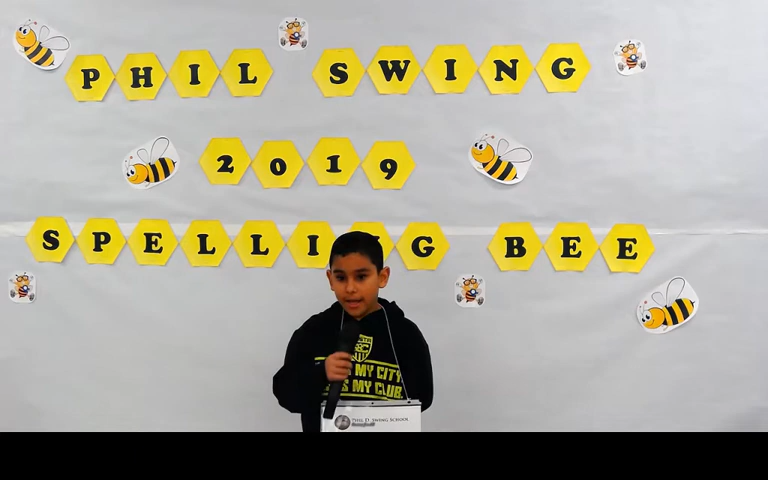 PHIL SWING
2019
SPELLING BEE
MY CITY
MY CLUB.
PHIL D. SWING SCHOOL